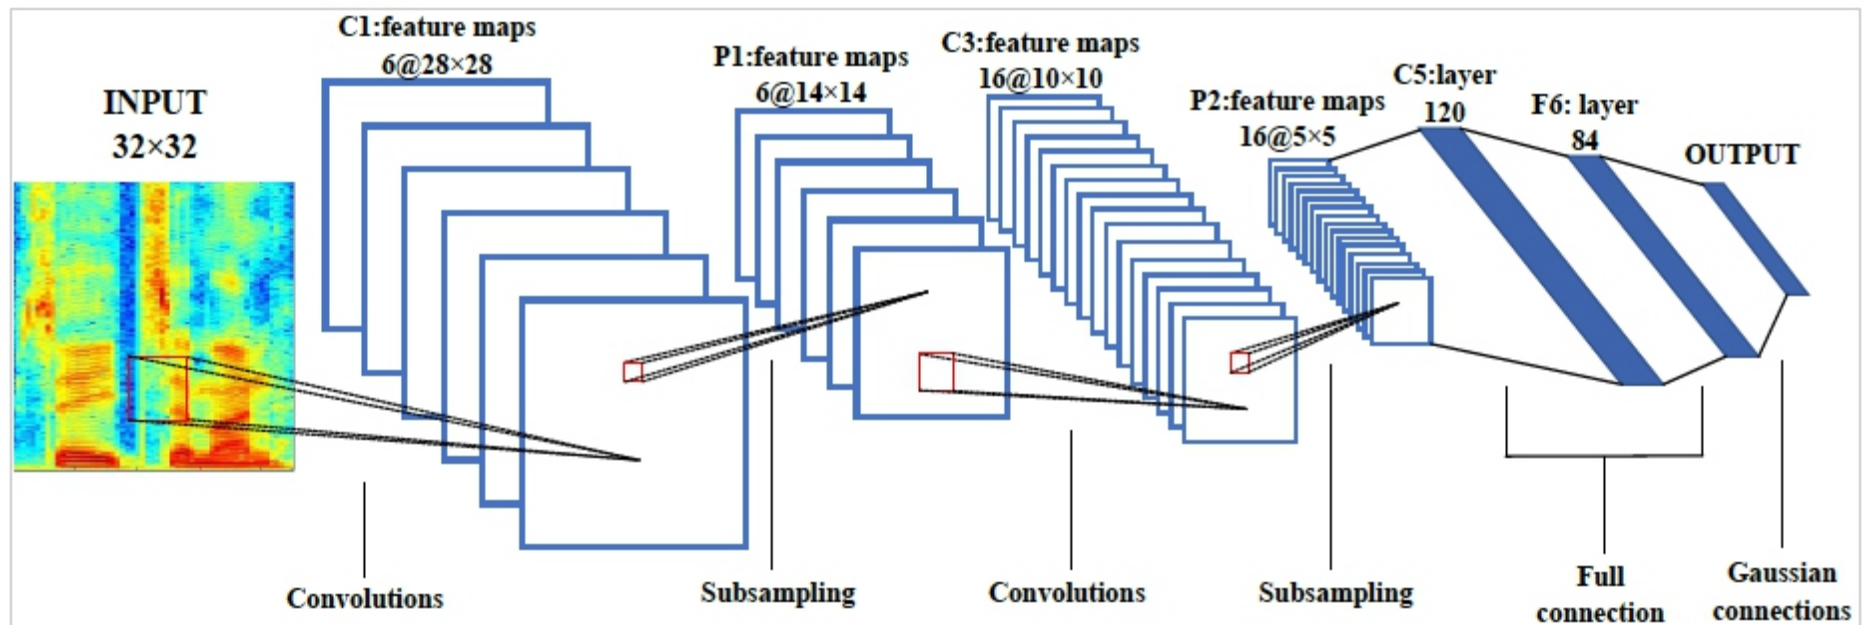 INPUT
32×32
C1:feature maps
6@28×28
P1:feature maps
6@14×14
C3:feature maps
16@10×10
P2:feature maps
16@5×5
C5:layer
120
F6: layer
84
OUTPUT
Convolutions
Subsampling
Convolutions
Subsampling
Full
connection
Gaussian
connections